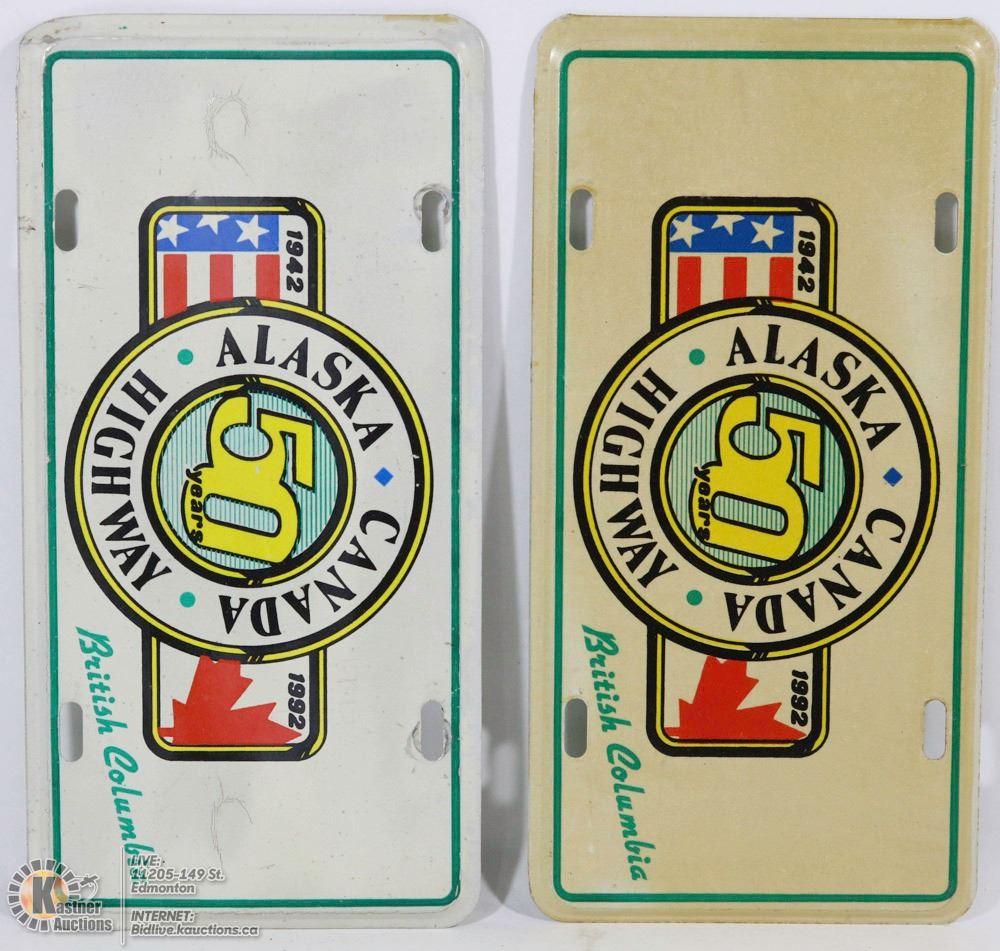 1942
ALASKA • CANADA
HIGHWAY
50
years
1992
British Columbia
1942
ALASKA • CANADA
HIGHWAY
50
years
1992
British Columbia
Kastner
Auctions
LIVE:
11205-149 St.
Edmonton
INTERNET:
Bidlive.kauctions.ca